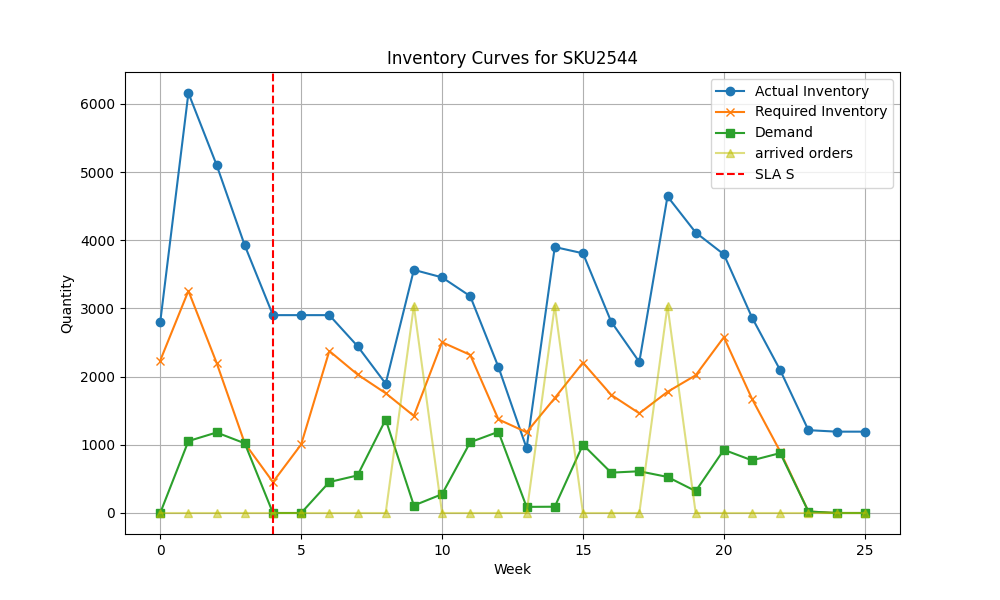 Inventory Curves for SKU2544
Actual Inventory
Required Inventory
Demand
arrived orders
SLA S
Quantity
6000
5000
4000
3000
2000
1000
0
0 5 10 15 20 25
Week